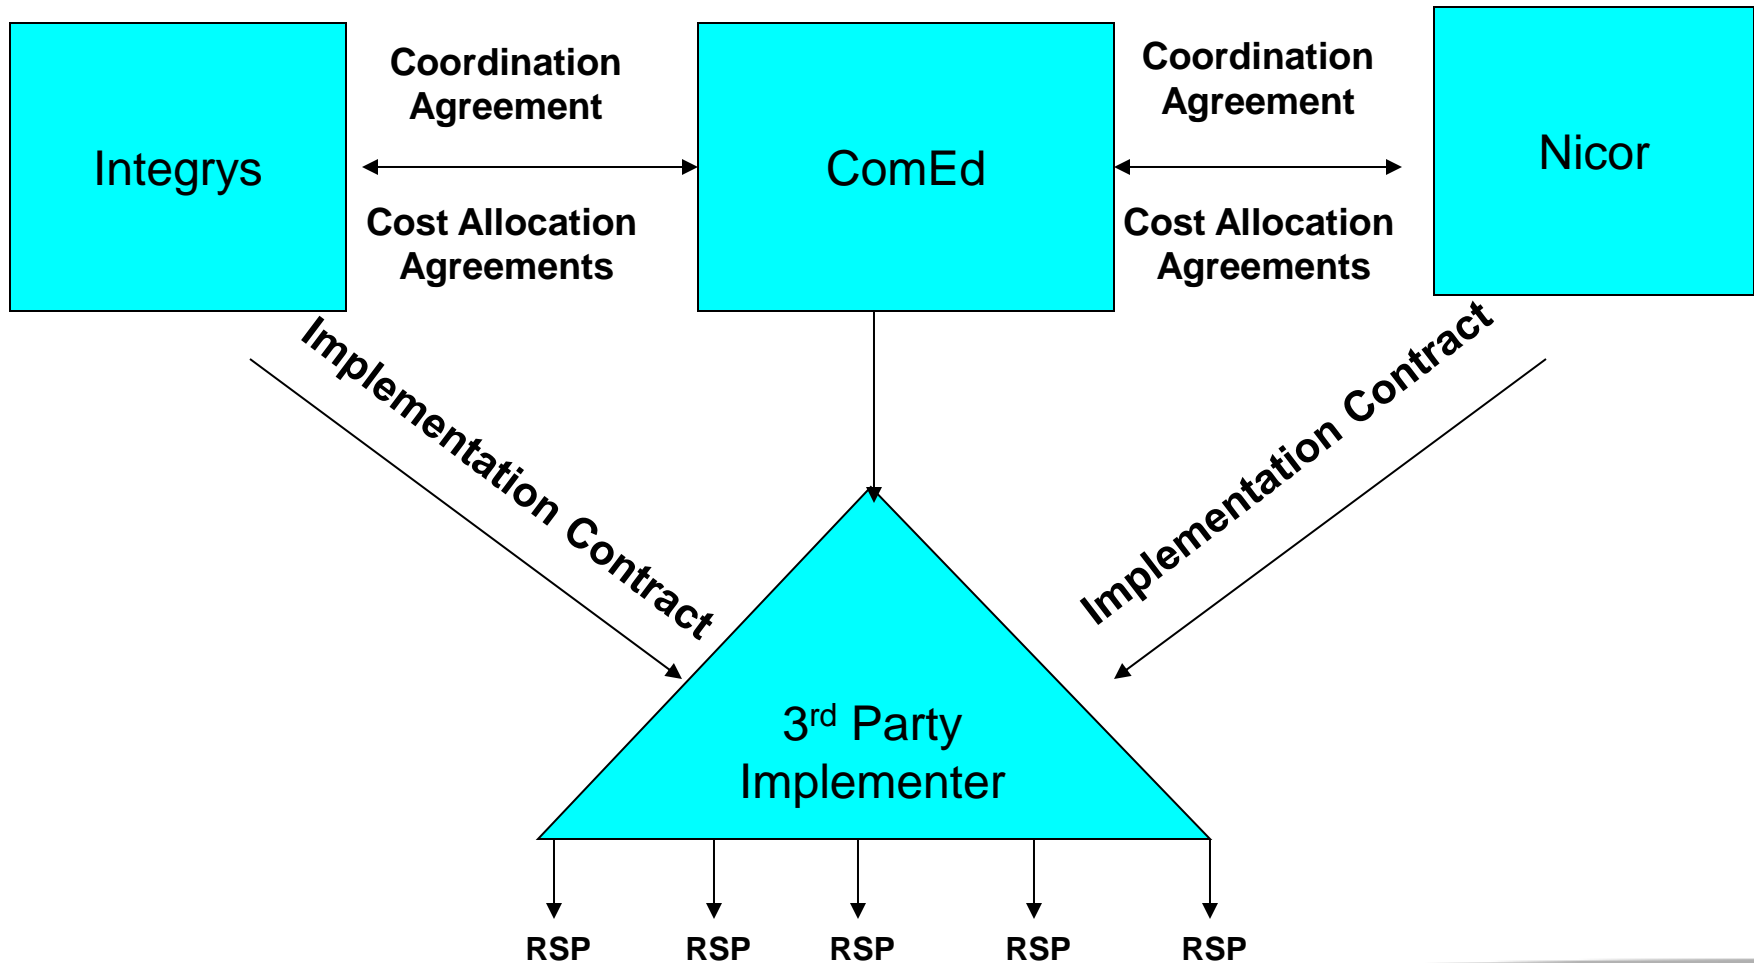 Integrys
Coordination
Agreement
Cost Allocation
Agreements
ComEd
Coordination
Agreement
Cost Allocation
Agreements
Nicor
Implementation Contract
Implementation Contract
3rd Party
Implementer
RSP
RSP
RSP
RSP
RSP